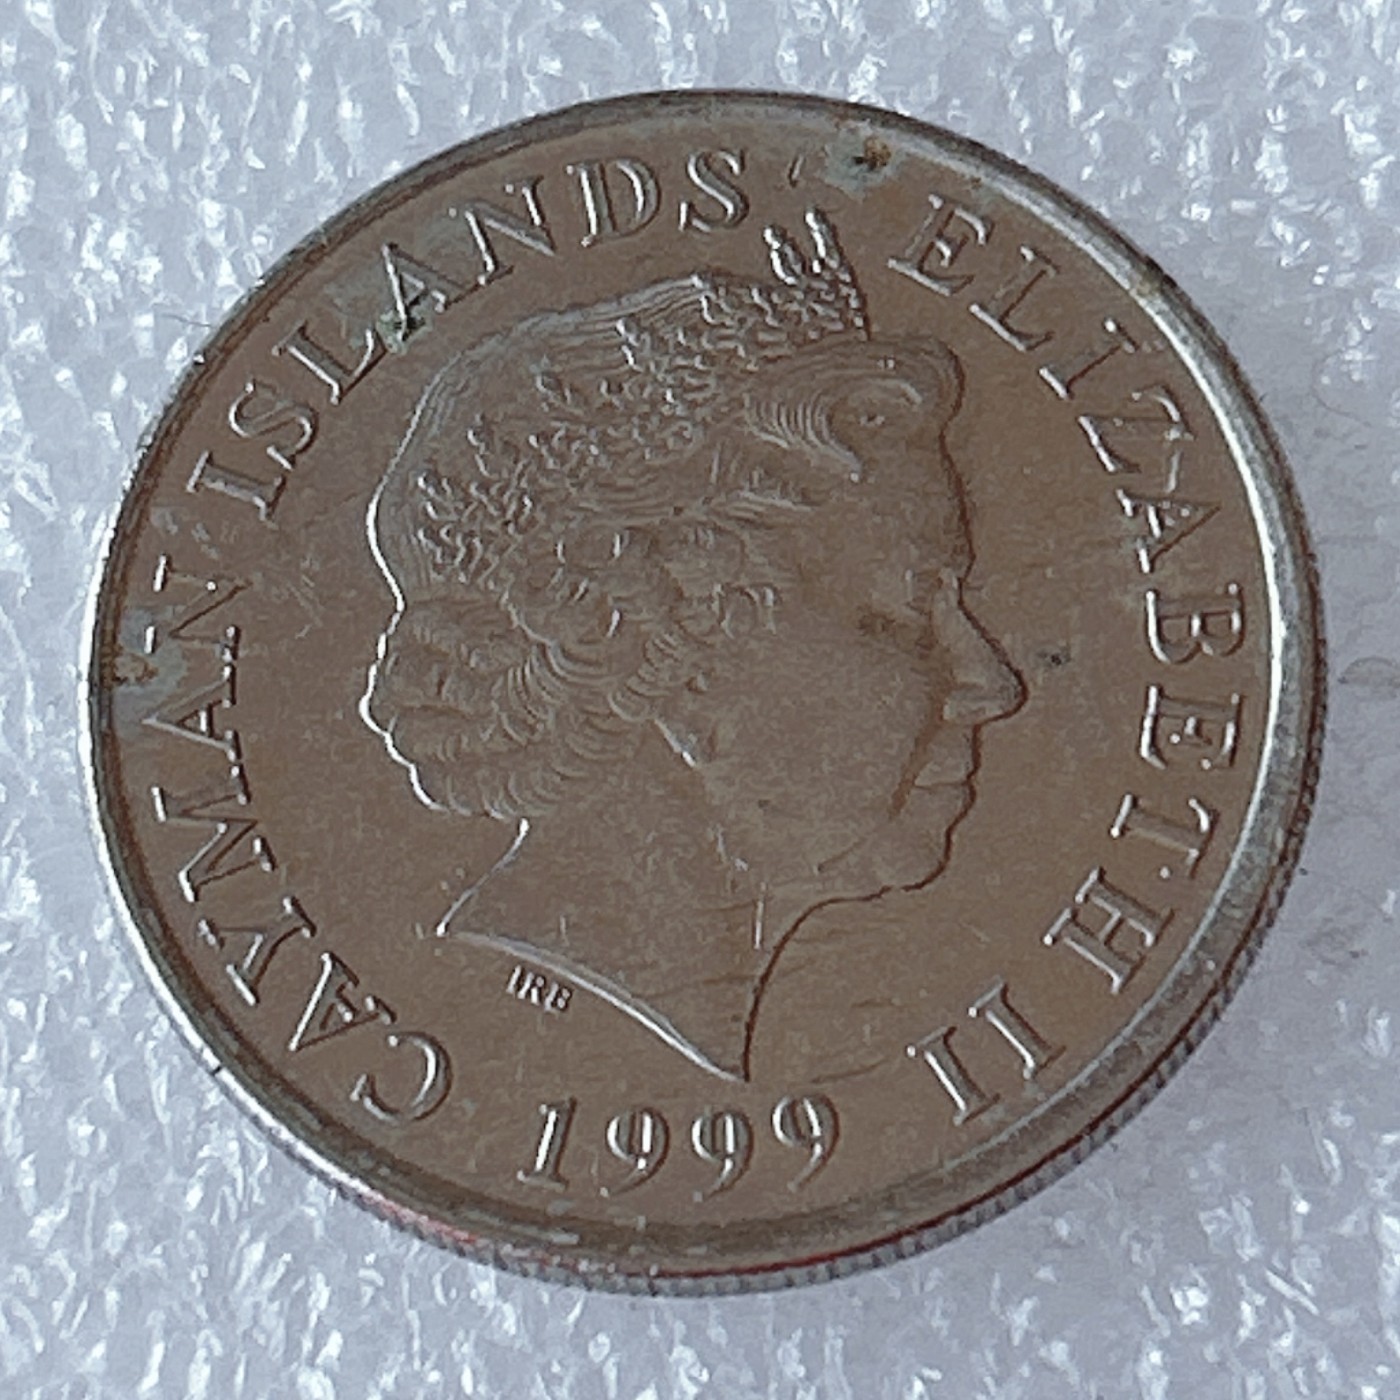 CAYMAN ISLANDS ELIZABETH II
1999
IRB